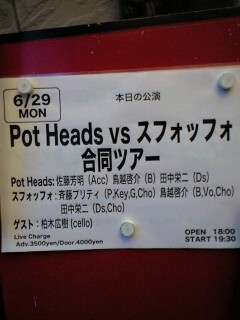 6/29
MON
本日の公演
Pot Heads vs スフォッフォ
合同ツアー
Pot Heads:佐藤芳明(Acc) 鳥越啓介(B) 田中栄二(Ds)
スフォッフォ:斉藤プリティ(P,Key,G,Cho) 鳥越啓介(B,Vo,Cho)
田中栄二(Ds,Cho)
ゲスト:柏木広樹(cello)
Live Charge
Adv.3500yen/Door.4000yen
OPEN 18:00
START 19:30